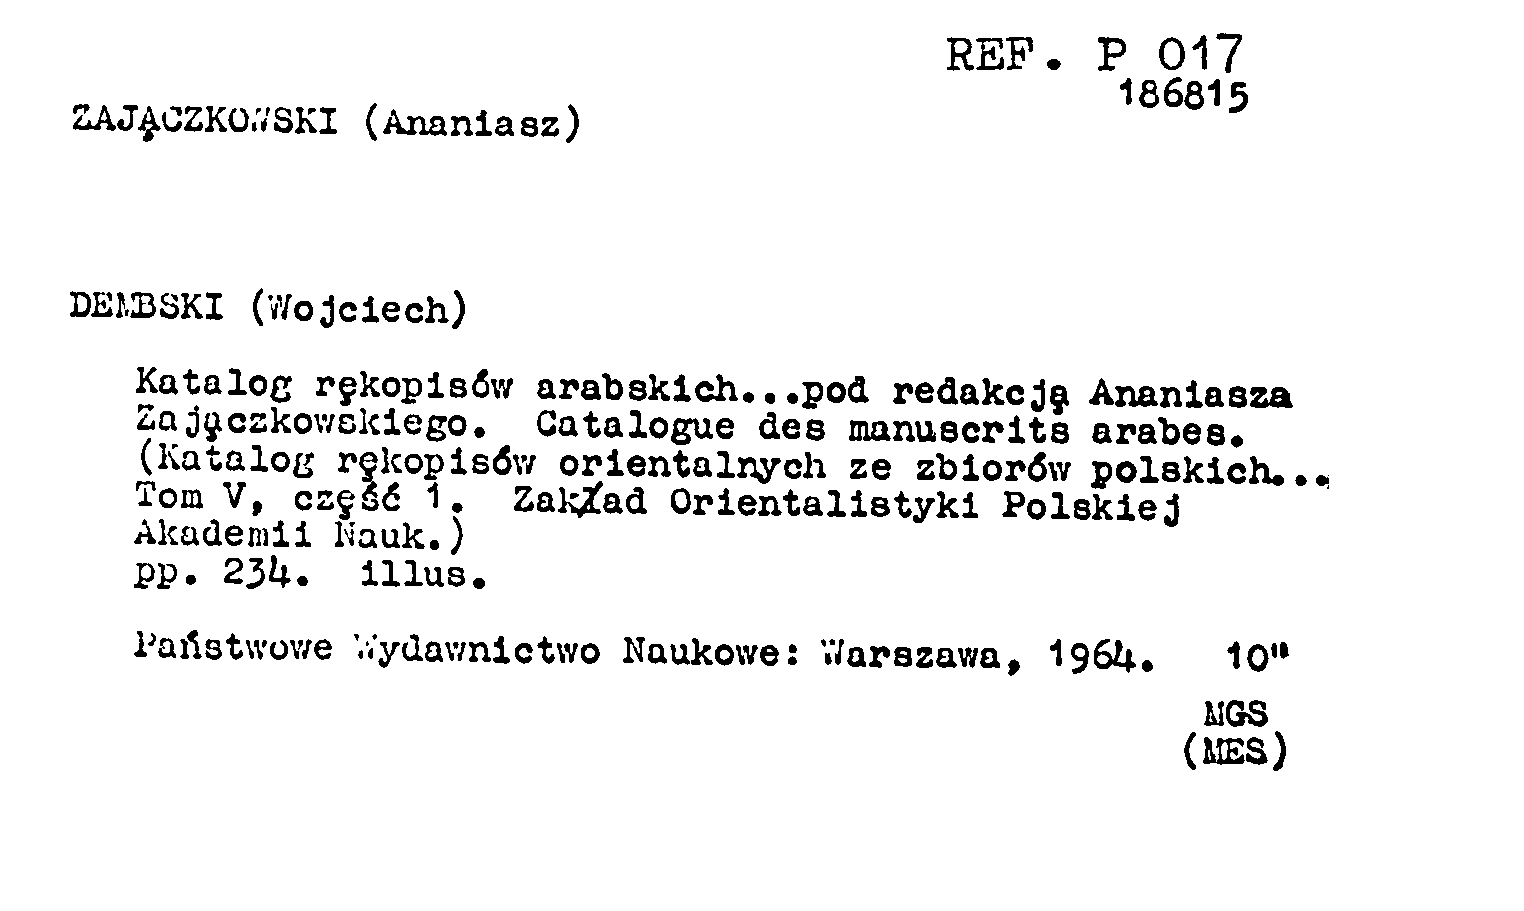 REF. P 017
186815
ZAJĄCZKOWSKI (Ananiasz)
DEMBSKI (Wojciech)
Katalog rękopisów arabskich...pod redakcją Ananiasza
Zajączkowskiego. Catalogue des manuscrits arabes.
(Katalog rękopisów orientalnych ze zbiorów polskich...
Tom V, część 1. Zakład Orientalistyki Polskiej
Akademii Nauk.)
pp. 234. illus.
Państwowe Wydawnictwo Naukowe: Warszawa, 1964. 10"
MGS
(MES)